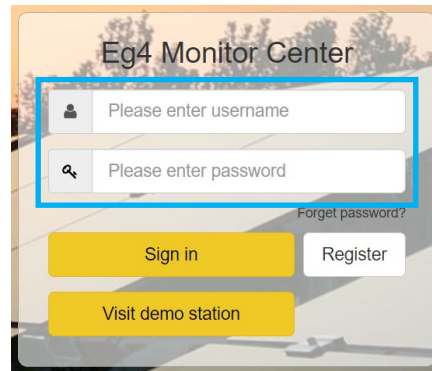 Eg4 Monitor Center
Please enter username
Please enter password
Forget password?
Sign in Register
Visit demo station